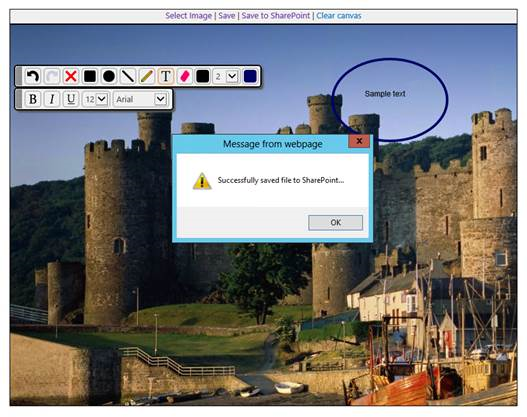 Select Image | Save | Save to SharePoint | Clear canvas
T
2
B I U 12 Arial
Sample text
Message from webpage
x
Successfully saved file to SharePoint...
OK